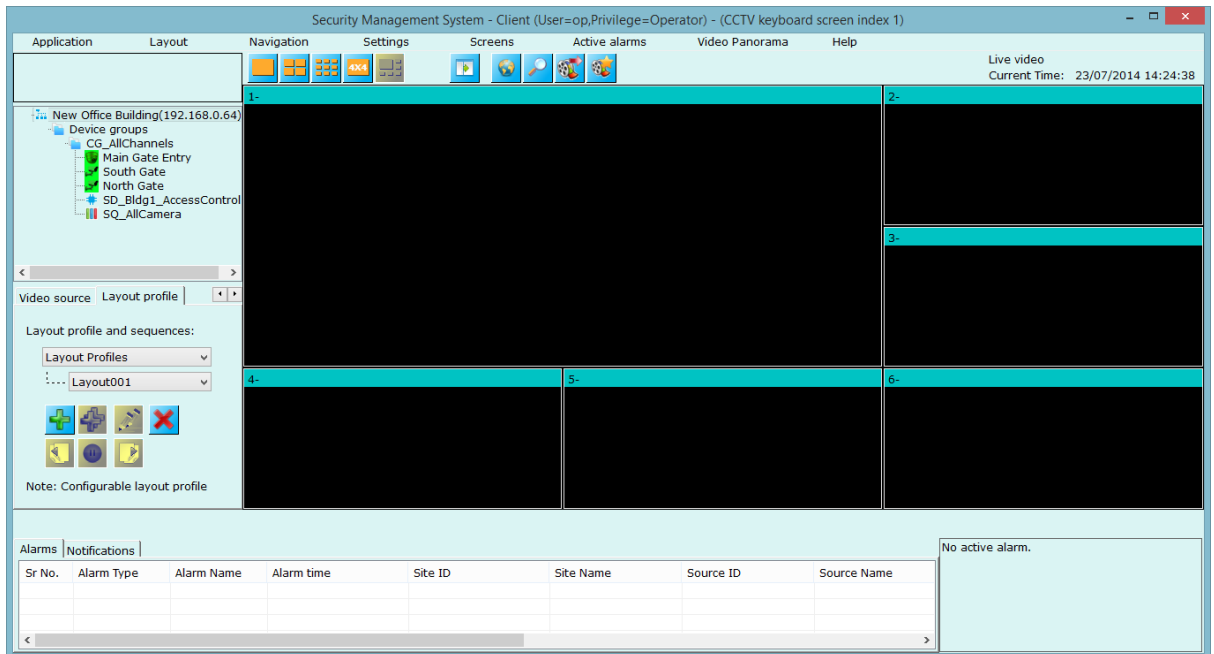 Security Management System - Client (User=op,Privilege=Operator) - (CCTV keyboard screen index 1)
Application Layout Navigation Settings Screens Active alarms Video Panorama Help
4X4
Live video
Current Time: 23/07/2014 14:24:38
1-
2-
New Office Building(192.168.0.64)
Device groups
CG_AllChannels
Main Gate Entry
South Gate
North Gate
SD_Bldg1_AccessControl
SQ_AllCamera
3-
Video source Layout profile
Layout profile and sequences:
Layout Profiles
Layout001
4-
5-
6-
Note: Configurable layout profile
Alarms Notifications
No active alarm.
Sr No. Alarm Type Alarm Name Alarm time Site ID Site Name Source ID Source Name